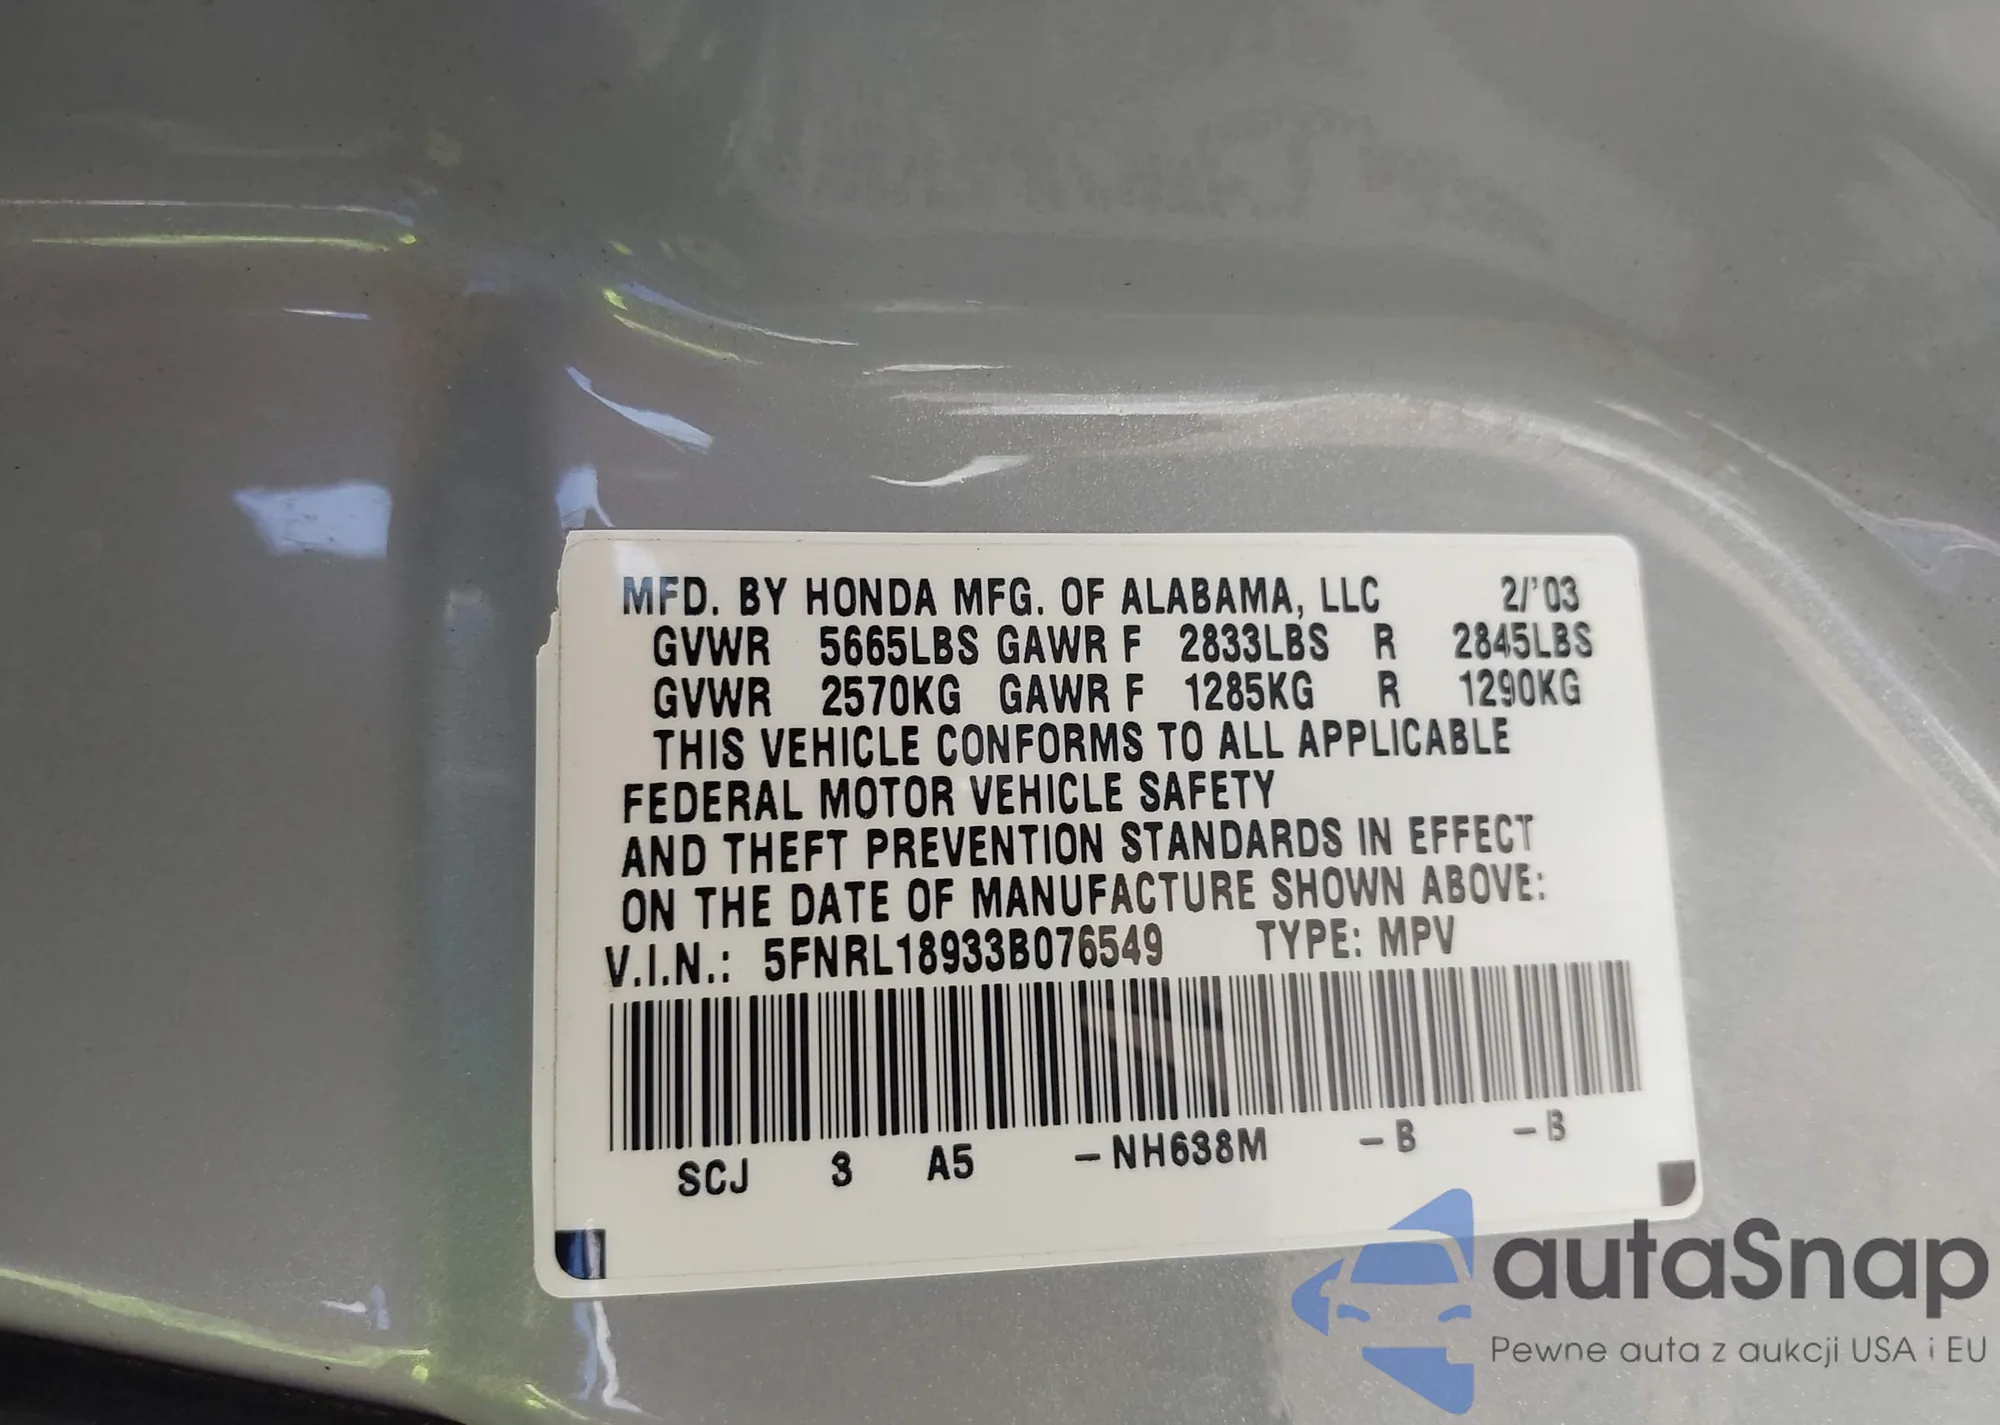 MFD. BY HONDA MFG. OF ALABAMA, LLC 2/'03
GVWR 5665LBS GAWR F 2833LBS R 2845LBS
GVWR 2570KG GAWR F 1285KG R 1290KG
THIS VEHICLE CONFORMS TO ALL APPLICABLE
FEDERAL MOTOR VEHICLE SAFETY
AND THEFT PREVENTION STANDARDS IN EFFECT
ON THE DATE OF MANUFACTURE SHOWN ABOVE:
V.I.N.: 5FNRL18933B076549 TYPE: MPV
SCJ 3 A5 -NH638M -B -B
autaSnap
Pewne auta z aukcji USA i EU